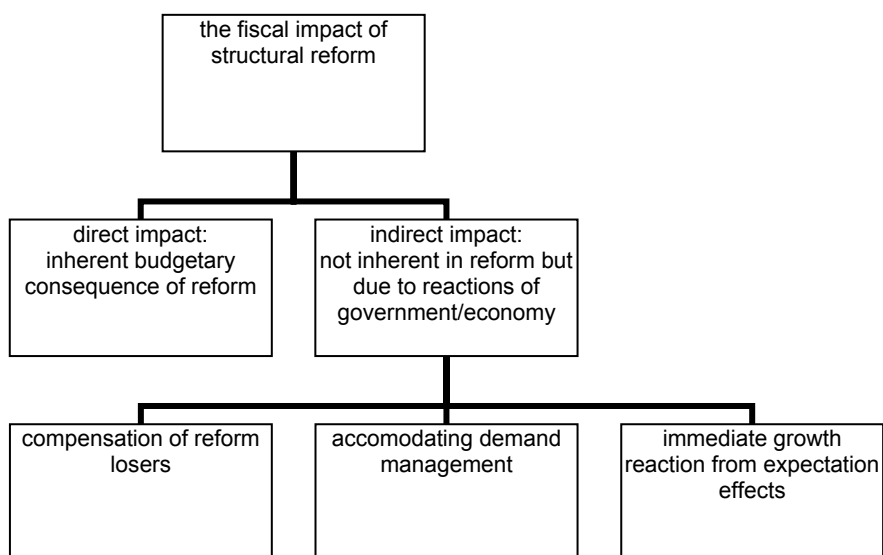 the fiscal impact of
structural reform
direct impact:
inherent budgetary
consequence of reform
indirect impact:
not inherent in reform but
due to reactions of
government/economy
compensation of reform
losers
accomodating demand
management
immediate growth
reaction from expectation
effects